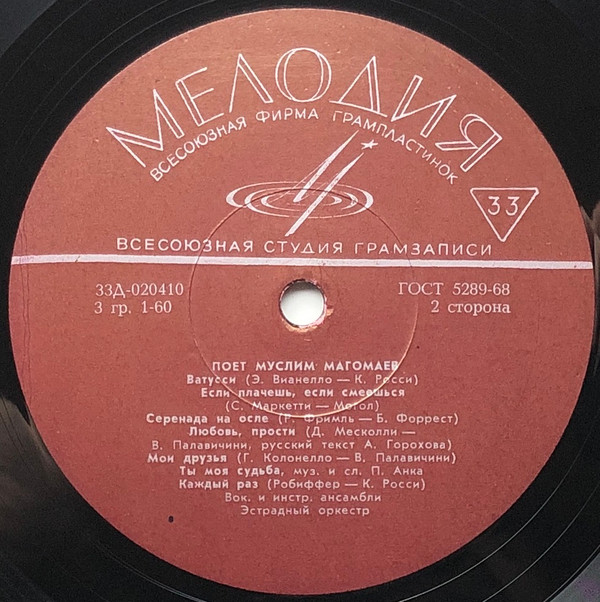 МЕЛОДИЯ
ВСЕСОЮЗНАЯ ФИРМА ГРАМПЛАСТИНОК
33
ВСЕСОЮЗНАЯ СТУДИЯ ГРАМЗАПИСИ
33Д-020410 ГОСТ 5289-68
3 гр. 1-60 2 сторона
ПОЕТ МУСЛИМ МАГОМАЕВ
Ватусси (Э. Вианелло — К. Росси)
Если плачешь, если смеешься
(С. Маркетти — Могол)
Серенада на осле (Р. Фримль — Б. Форрест)
Любовь, прости (Д. Месколли —
В. Палавичини, русский текст А. Горохова)
Мои друзья (Г. Колонелло — В. Палавичини)
Ты моя судьба, муз. и сл. П. Анка
Каждый раз (Робиффер — К. Росси)
Вок. и инстр. ансамбли
Эстрадный оркестр